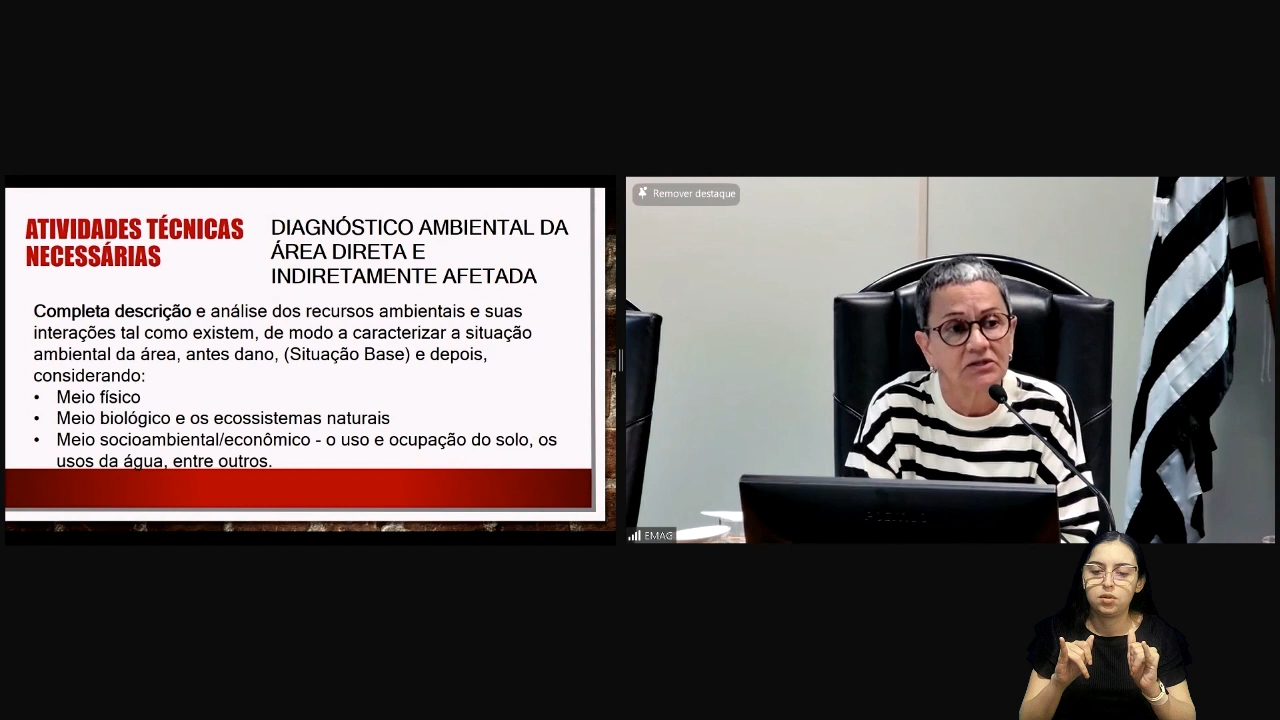 ATIVIDADES TÉCNICAS
NECESSÁRIAS
DIAGNÓSTICO AMBIENTAL DA
ÁREA DIRETA E
INDIRETAMENTE AFETADA
Completa descrição e análise dos recursos ambientais e suas
interações tal como existem, de modo a caracterizar a situação
ambiental da área, antes dano, (Situação Base) e depois,
considerando:
• Meio físico
• Meio biológico e os ecossistemas naturais
• Meio socioambiental/econômico - o uso e ocupação do solo, os
usos da água, entre outros.
Remover destaque
EMAG